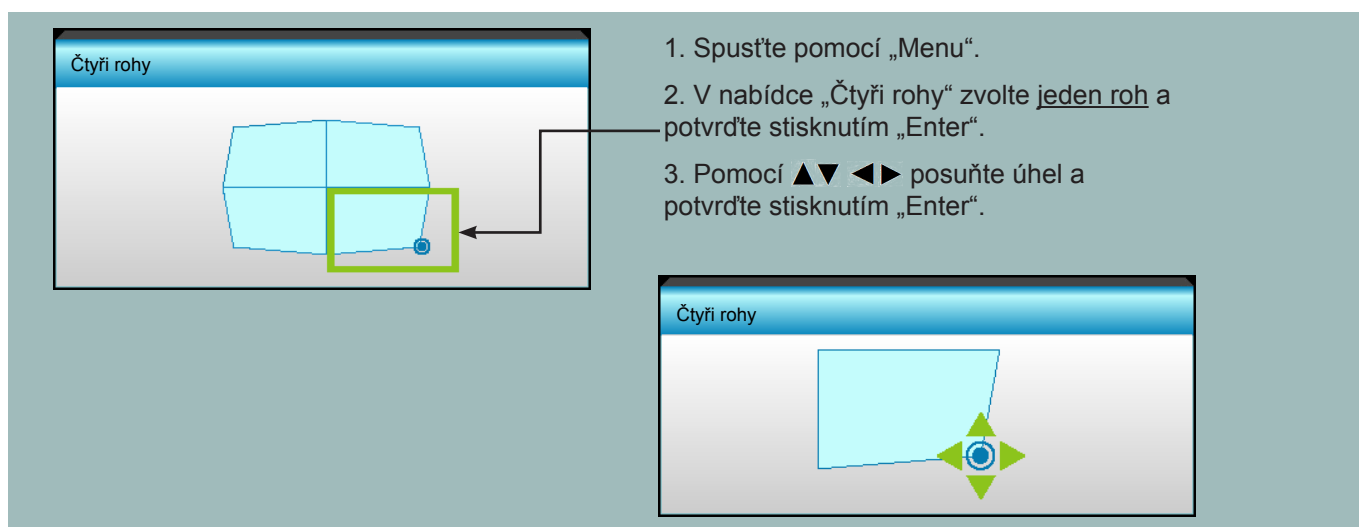 Čtyři rohy
1. Spusťte pomocí „Menu“.
2. V nabídce „Čtyři rohy“ zvolte jeden roh a
potvrďte stisknutím „Enter“.
3. Pomocí ▲▼ ◀▶ posuňte úhel a
potvrďte stisknutím „Enter“.
Čtyři rohy